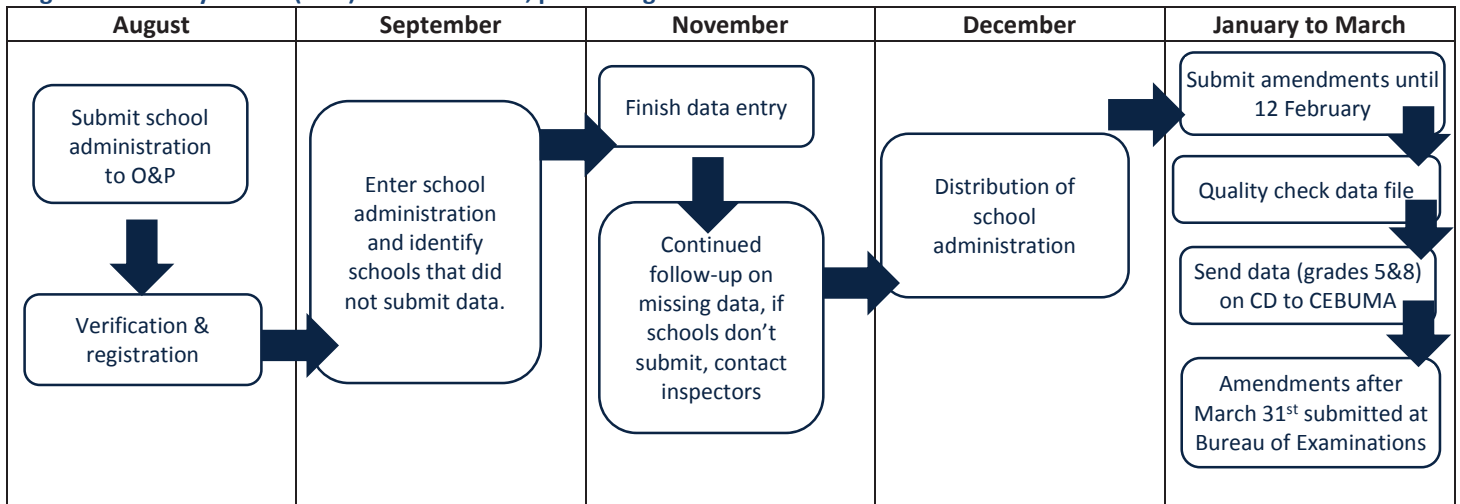 August
September
November
December
January to March
Submit school
administration
to O&P
Verification &
registration
Enter school
administration
and identify
schools that did
not submit data.
Finish data entry
Continued
follow-up on
missing data, if
schools don't
submit, contact
inspectors
Distribution of
school
administration
Submit amendments until
12 February
Quality check data file
Send data (grades 5&8)
on CD to CEBUMA
Amendments after
March 31st submitted at
Bureau of Examinations